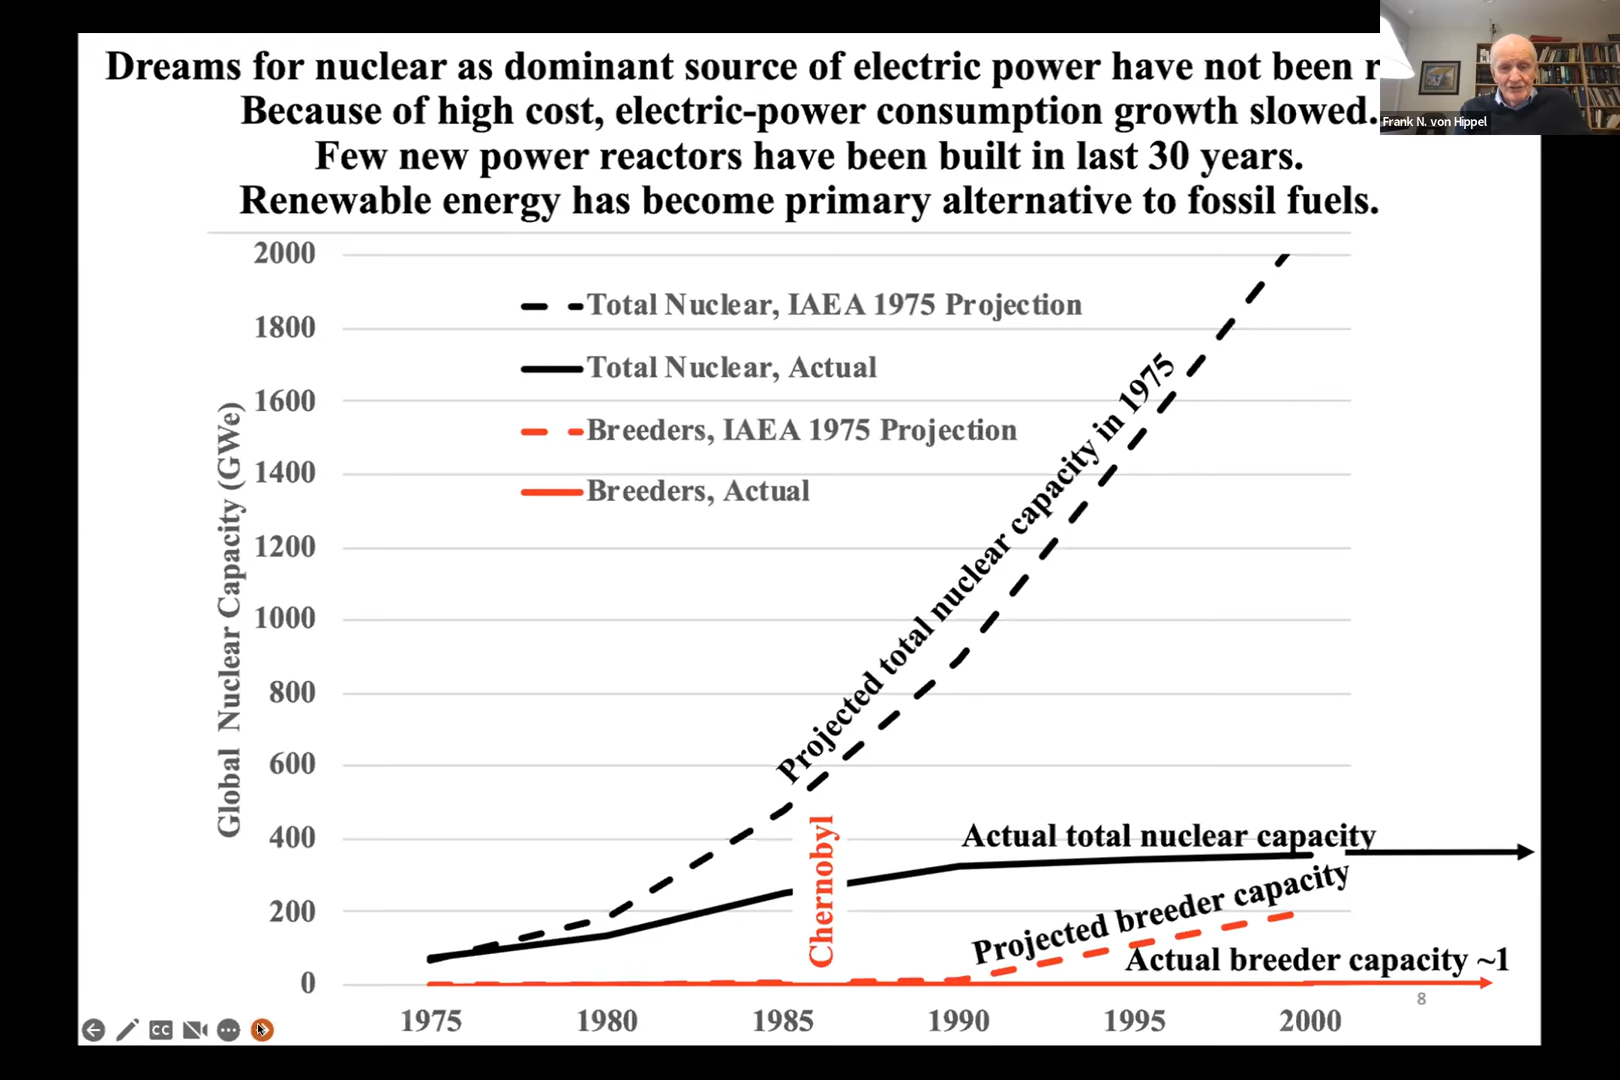 Dreams for nuclear as dominant source of electric power have not been r
Because of high cost, electric-power consumption growth slowed.
Few new power reactors have been built in last 30 years.
Renewable energy has become primary alternative to fossil fuels.
Frank N. von Hippel
Global Nuclear Capacity (GWe)
2000
1800
1600
1400
1200
1000
800
600
400
200
0
Total Nuclear, IAEA 1975 Projection
Total Nuclear, Actual
Breeders, IAEA 1975 Projection
Breeders, Actual
Projected total nuclear capacity in 1975
Chernobyl
Actual total nuclear capacity
Projected breeder capacity
Actual breeder capacity ~1
8
CC
1975
1980
1985
1990
1995
2000